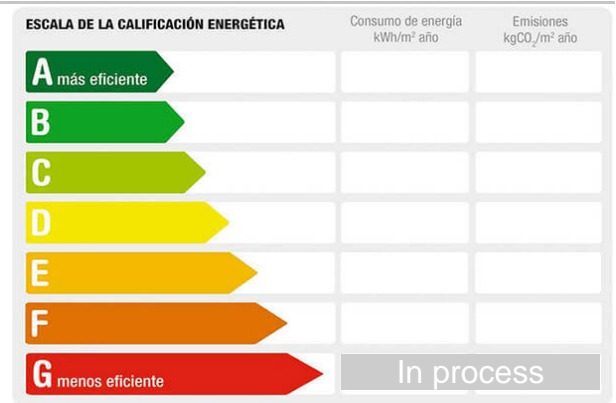 ESCALA DE LA CALIFICACIÓN ENERGÉTICA
Consumo de energía
kWh/m² año
Emisiones
kgCO₂/m² año
A más eficiente
B
C
D
E
F
G menos eficiente
In process